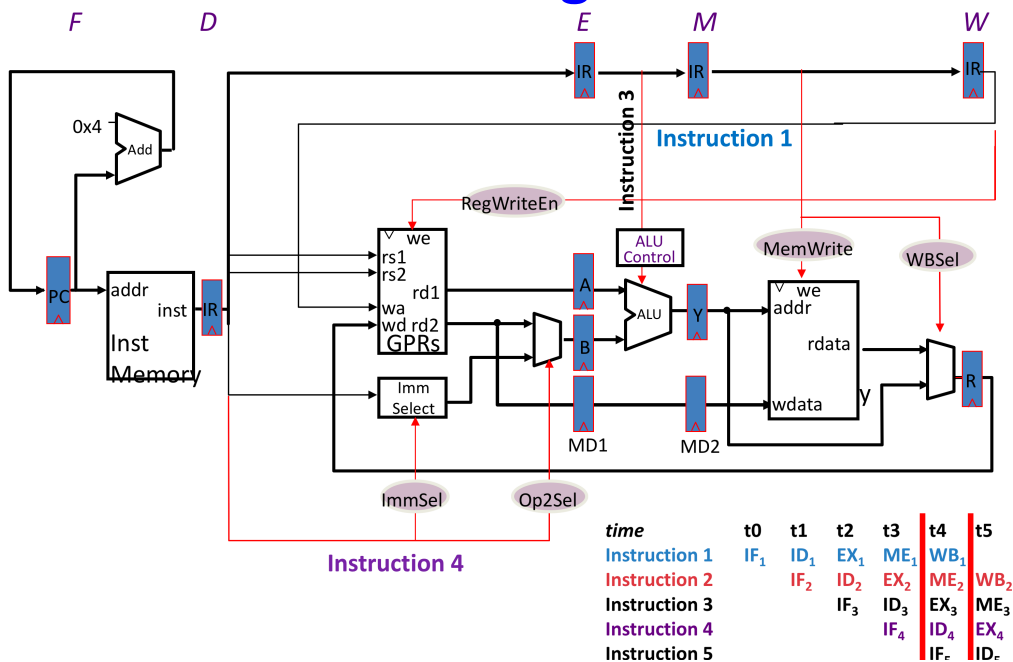 F D E M W
IR IR IR
0x4
Add
Instruction 3
Instruction 1
RegWriteEn
we
ALU
Control
MemWrite
WBSel
rs1
rs2
A
we
PC
addr
inst
IR
rd1
ALU
Y
addr
wa
wd rd2
GPRs
B
rdata
Inst
Memory
Imm
Select
R
wdata
y
MD1
MD2
ImmSel
Op2Sel
Instruction 4
time t0 t1 t2 t3 t4 t5
Instruction 1 IF1 ID1 EX1 ME1 WB1
Instruction 2 IF2 ID2 EX2 ME2 WB2
Instruction 3 IF3 ID3 EX3 ME3
Instruction 4 IF4 ID4 EX4
Instruction 5 IF5 ID5